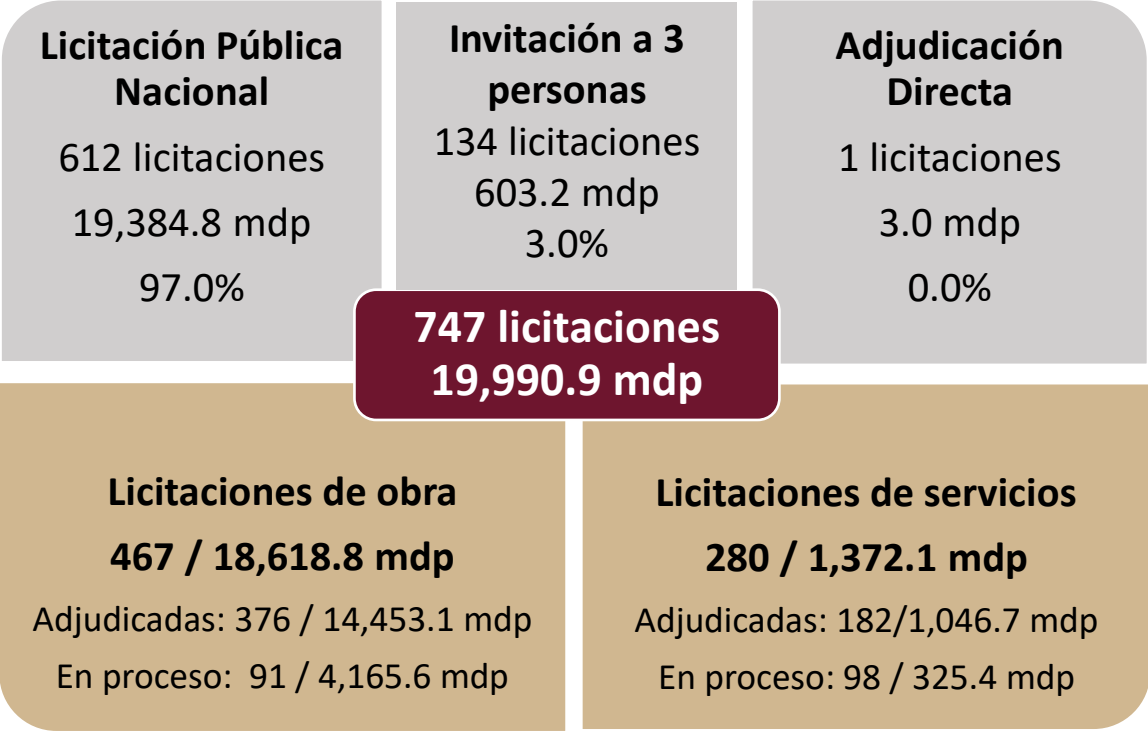 Licitación Pública
Nacional
612 licitaciones
19,384.8 mdp
97.0%
Invitación a 3
personas
134 licitaciones
603.2 mdp
3.0%
Adjudicación
Directa
1 licitaciones
3.0 mdp
0.0%
747 licitaciones
19,990.9 mdp
Licitaciones de obra
467 / 18,618.8 mdp
Adjudicadas: 376 / 14,453.1 mdp
En proceso: 91 / 4,165.6 mdp
Licitaciones de servicios
280 / 1,372.1 mdp
Adjudicadas: 182/1,046.7 mdp
En proceso: 98 / 325.4 mdp